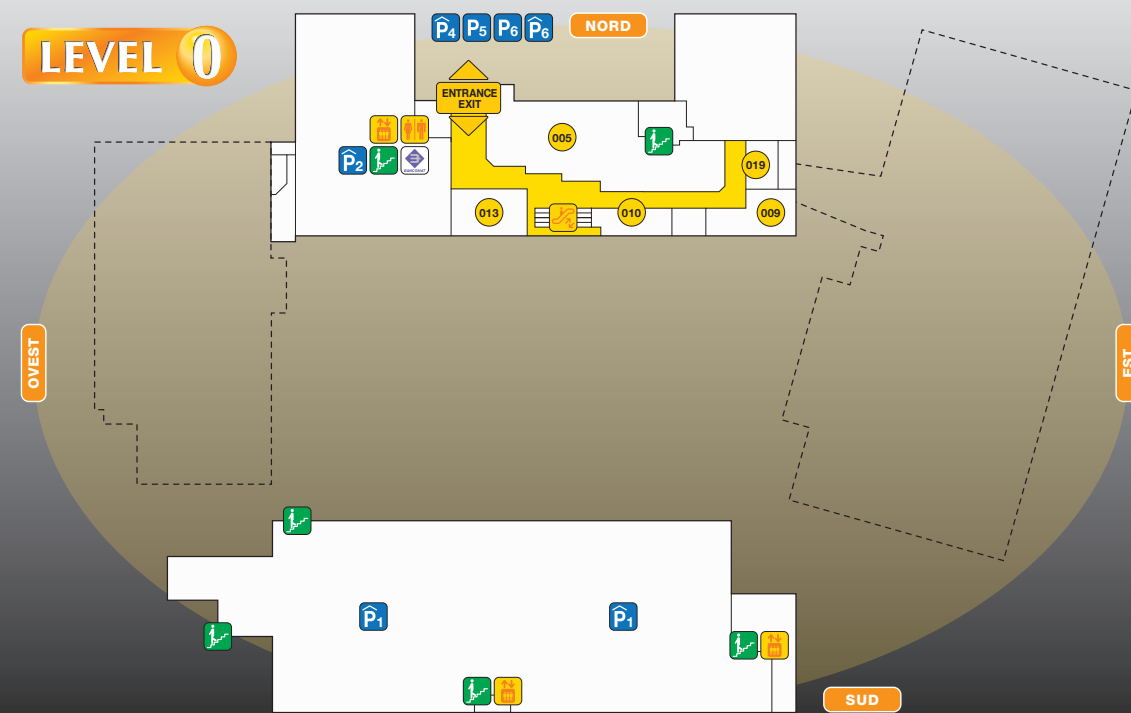 LEVEL 0
P4 P5 P6 P6 NORD
ENTRANCE
EXIT
005
P2
BANCOMAT
019
013
010
009
OVEST
EST
P1
P1
SUD